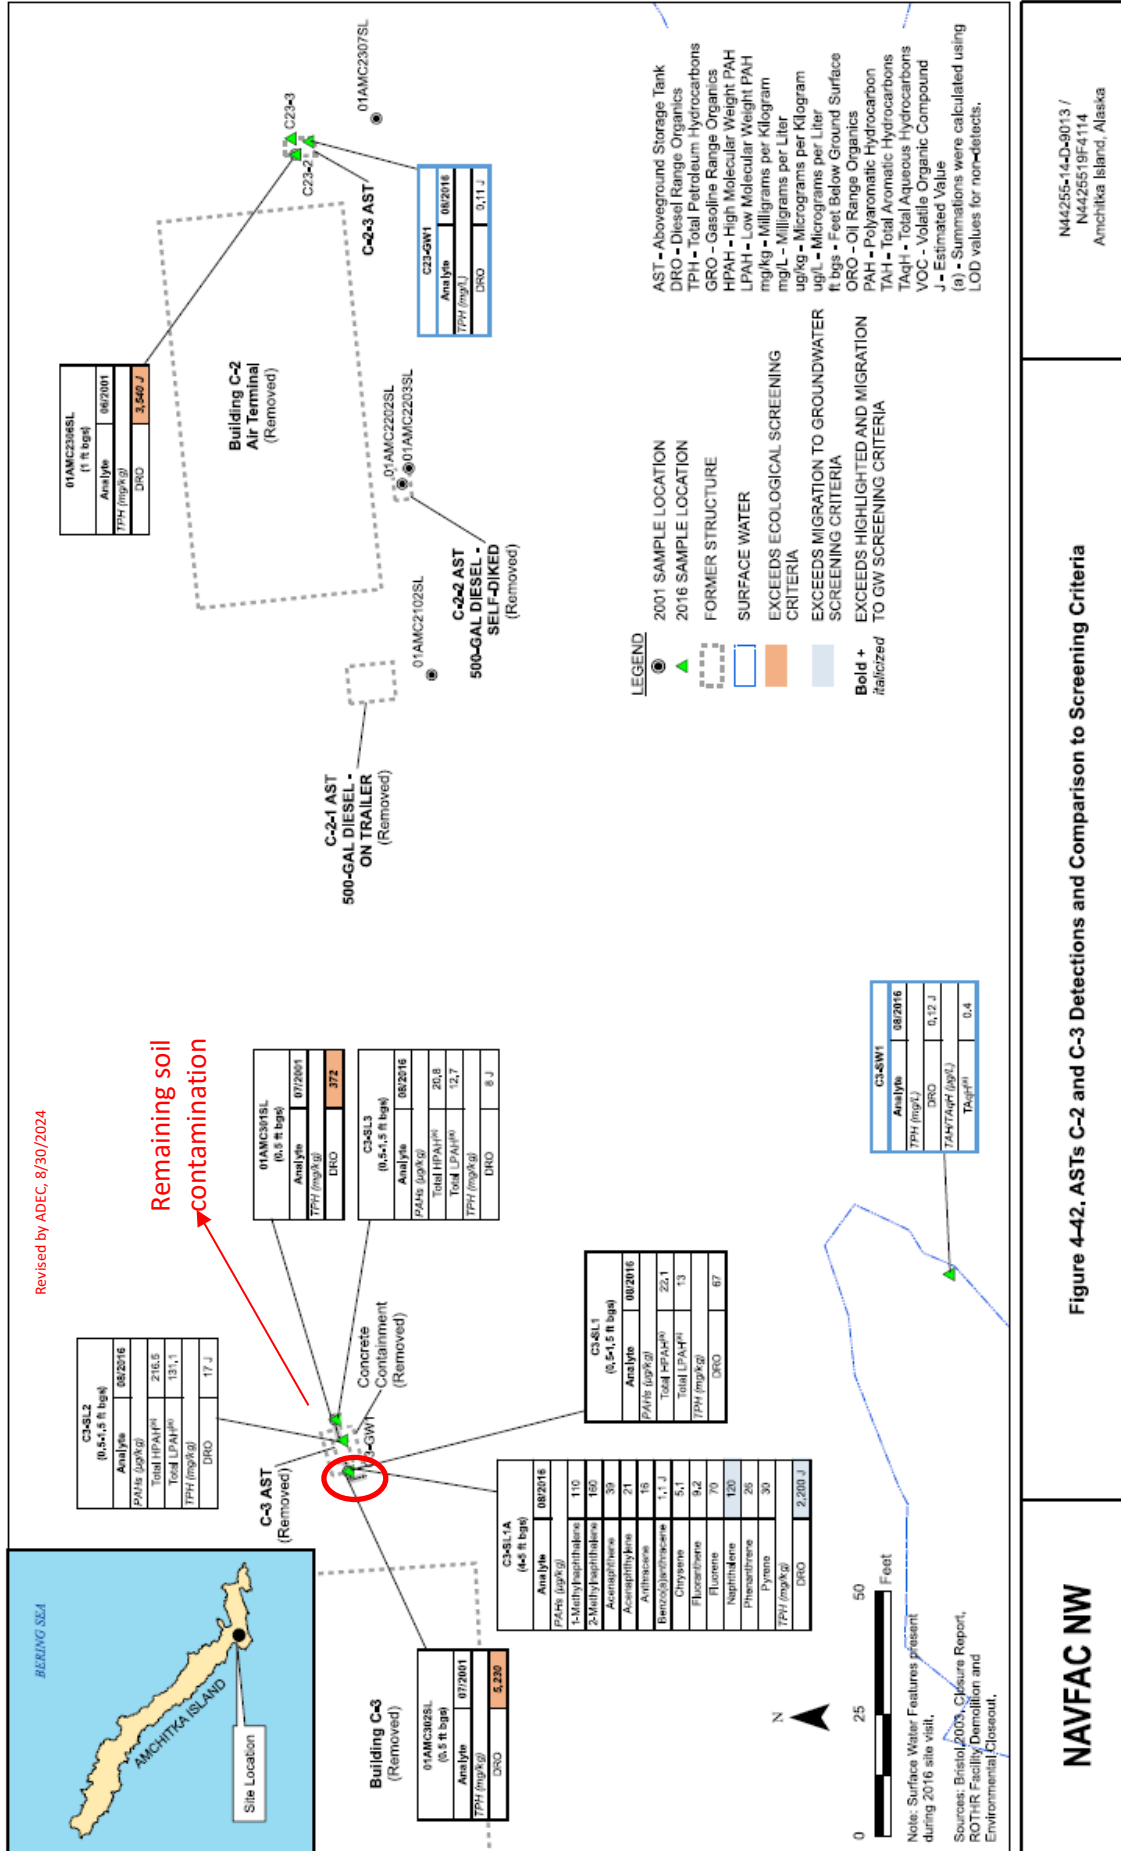 Revised by ADEC, 8/30/2024
BERING SEA
AMCHITKA ISLAND
Site Location
Remaining soil
contamination
C3-SL2
(0.5-1.5 ft bgs)
Analyte 08/2016
PAHs (µg/kg)
Total HPAH(a) 216.5
Total LPAH(a) 131.1
TPH (mg/kg)
DRO 17 J
01AMC301SL
(0.5 ft bgs)
Analyte 07/2001
TPH (mg/kg)
DRO 372
C3-SL3
(0.5-1.5 ft bgs)
Analyte 08/2016
PAHs (µg/kg)
Total HPAH(a) 20.8
Total LPAH(a) 12.7
TPH (mg/kg)
DRO 8 J
C-3 AST
(Removed)
Concrete
Containment
(Removed)
C3-GW1
Building C-3
(Removed)
01AMC302SL
(0.5 ft bgs)
Analyte 07/2001
TPH (mg/kg)
DRO 5,230
C3-SL1A
(4-5 ft bgs)
Analyte 08/2016
PAHs (µg/kg)
1-Methylnaphthalene 110
2-Methylnaphthalene 160
Acenaphthene 39
Acenaphthylene 21
Anthracene 16
Benzo(a)anthracene 1.1 J
Chrysene 5.1
Fluoranthene 9.2
Fluorene 70
Naphthalene 120
Phenanthrene 26
Pyrene 30
TPH (mg/kg)
DRO 2,200 J
C3-SL1
(0.5-1.5 ft bgs)
Analyte 08/2016
PAHs (µg/kg)
Total HPAH(a) 22.1
Total LPAH(a) 13
TPH (mg/kg)
DRO 67
C3-SW1
Analyte 08/2016
TPH (mg/L)
DRO 0.12 J
TAH/TAqH (µg/L)
TAqH(a) 0.4
01AMC2306SL
(1 ft bgs)
Analyte 06/2001
TPH (mg/kg)
DRO 3,540 J
Building C-2
Air Terminal
(Removed)
C-2-1 AST
500-GAL DIESEL -
ON TRAILER
(Removed)
01AMC2102SL
C-2-2 AST
500-GAL DIESEL -
SELF-DIKED
(Removed)
01AMC2202SL
01AMC2203SL
C23-3
C23-2
01AMC2307SL
C-2-3 AST
C23-GW1
Analyte 08/2016
TPH (mg/L)
DRO 0.11 J
LEGEND
2001 SAMPLE LOCATION
2016 SAMPLE LOCATION
FORMER STRUCTURE
SURFACE WATER
EXCEEDS ECOLOGICAL SCREENING
CRITERIA
EXCEEDS MIGRATION TO GROUNDWATER
SCREENING CRITERIA
Bold + italicized EXCEEDS HIGHLIGHTED AND MIGRATION
TO GW SCREENING CRITERIA
AST - Aboveground Storage Tank
DRO - Diesel Range Organics
TPH - Total Petroleum Hydrocarbons
GRO - Gasoline Range Organics
HPAH - High Molecular Weight PAH
LPAH - Low Molecular Weight PAH
mg/kg - Milligrams per Kilogram
mg/L - Milligrams per Liter
ug/kg - Micrograms per Kilogram
ug/L - Micrograms per Liter
ft bgs - Feet Below Ground Surface
ORO - Oil Range Organics
PAH - Polyaromatic Hydrocarbon
TAH - Total Aromatic Hydrocarbons
TAqH - Total Aqueous Hydrocarbons
VOC - Volatile Organic Compound
J - Estimated Value
(a) - Summations were calculated using
LOD values for non-detects.
N
0 25 50
Feet
Note: Surface Water Features present
during 2016 site visit.
Sources: Bristol, 2003. Closure Report,
ROTHR Facility Demolition and
Environmental Closeout.
NAVFAC NW
Figure 4-42. ASTs C-2 and C-3 Detections and Comparison to Screening Criteria
N44255-14-D-9013 /
N4425519F4114
Amchitka Island, Alaska